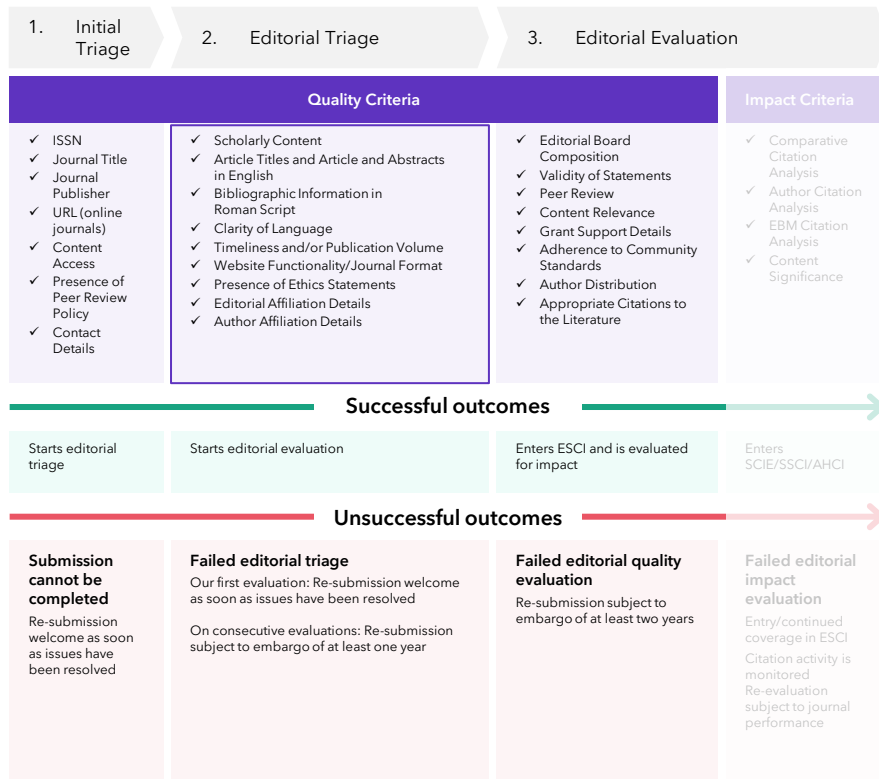 1. Initial
Triage
2. Editorial Triage
3. Editorial Evaluation
Quality Criteria
Impact Criteria
✓ ISSN
✓ Journal Title
✓ Journal
Publisher
✓ URL (online
journals)
✓ Content
Access
✓ Presence of
Peer Review
Policy
✓ Contact
Details
✓ Scholarly Content
✓ Article Titles and Article and Abstracts
in English
✓ Bibliographic Information in
Roman Script
✓ Clarity of Language
✓ Timeliness and/or Publication Volume
✓ Website Functionality/Journal Format
✓ Presence of Ethics Statements
✓ Editorial Affiliation Details
✓ Author Affiliation Details
✓ Editorial Board
Composition
✓ Validity of Statements
✓ Peer Review
✓ Content Relevance
✓ Grant Support Details
✓ Adherence to Community
Standards
✓ Author Distribution
✓ Appropriate Citations to
the Literature
✓ Comparative
Citation
Analysis
✓ Author Citation
Analysis
✓ EBM Citation
Analysis
✓ Content
Significance
Successful outcomes
Starts editorial
triage
Starts editorial evaluation
Enters ESCI and is evaluated
for impact
Enters
SCIE/SSCI/AHCI
Unsuccessful outcomes
Submission
cannot be
completed
Re-submission
welcome as soon
as issues have
been resolved
Failed editorial triage
Our first evaluation: Re-submission welcome
as soon as issues have been resolved
On consecutive evaluations: Re-submission
subject to embargo of at least one year
Failed editorial quality
evaluation
Re-submission subject to
embargo of at least two years
Failed editorial
impact
evaluation
Entry/continued
coverage in ESCI
Citation activity is
monitored
Re-evaluation
subject to journal
performance